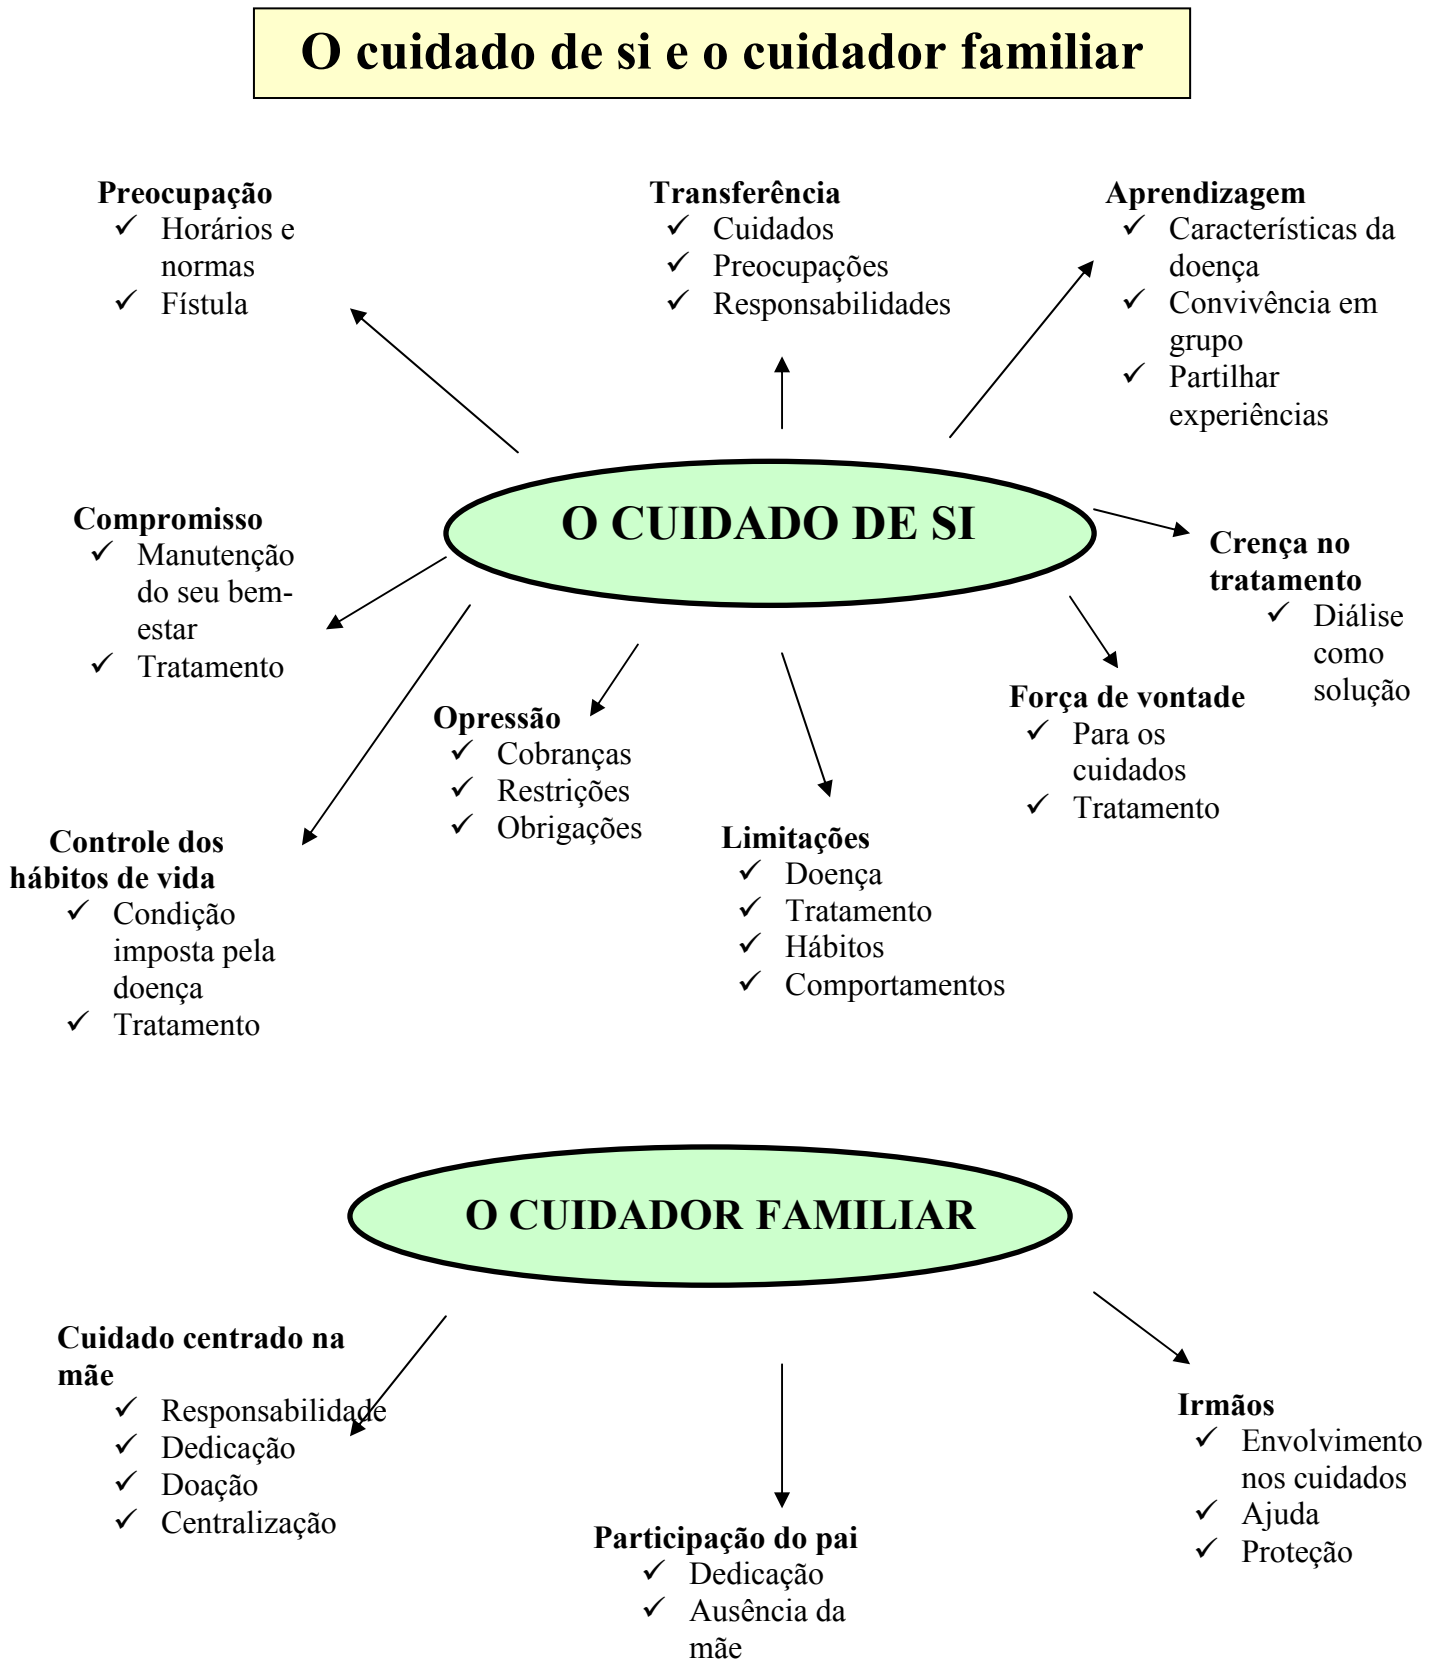 O cuidado de si e o cuidador familiar
Preocupação
✓ Horários e
normas
✓ Fístula
Transferência
✓ Cuidados
✓ Preocupações
✓ Responsabilidades
Aprendizagem
✓ Características da
doença
✓ Convivência em
grupo
✓ Partilhar
experiências
O CUIDADO DE SI
Compromisso
✓ Manutenção
do seu bem-
estar
✓ Tratamento
Crença no
tratamento
✓ Diálise
como
solução
Força de vontade
✓ Para os
cuidados
✓ Tratamento
Opressão
✓ Cobranças
✓ Restrições
✓ Obrigações
Limitações
✓ Doença
✓ Tratamento
✓ Hábitos
✓ Comportamentos
Controle dos
hábitos de vida
✓ Condição
imposta pela
doença
✓ Tratamento
O CUIDADOR FAMILIAR
Cuidado centrado na
mãe
✓ Responsabilidade
✓ Dedicação
✓ Doação
✓ Centralização
Participação do pai
✓ Dedicação
✓ Ausência da
mãe
Irmãos
✓ Envolvimento
nos cuidados
✓ Ajuda
✓ Proteção